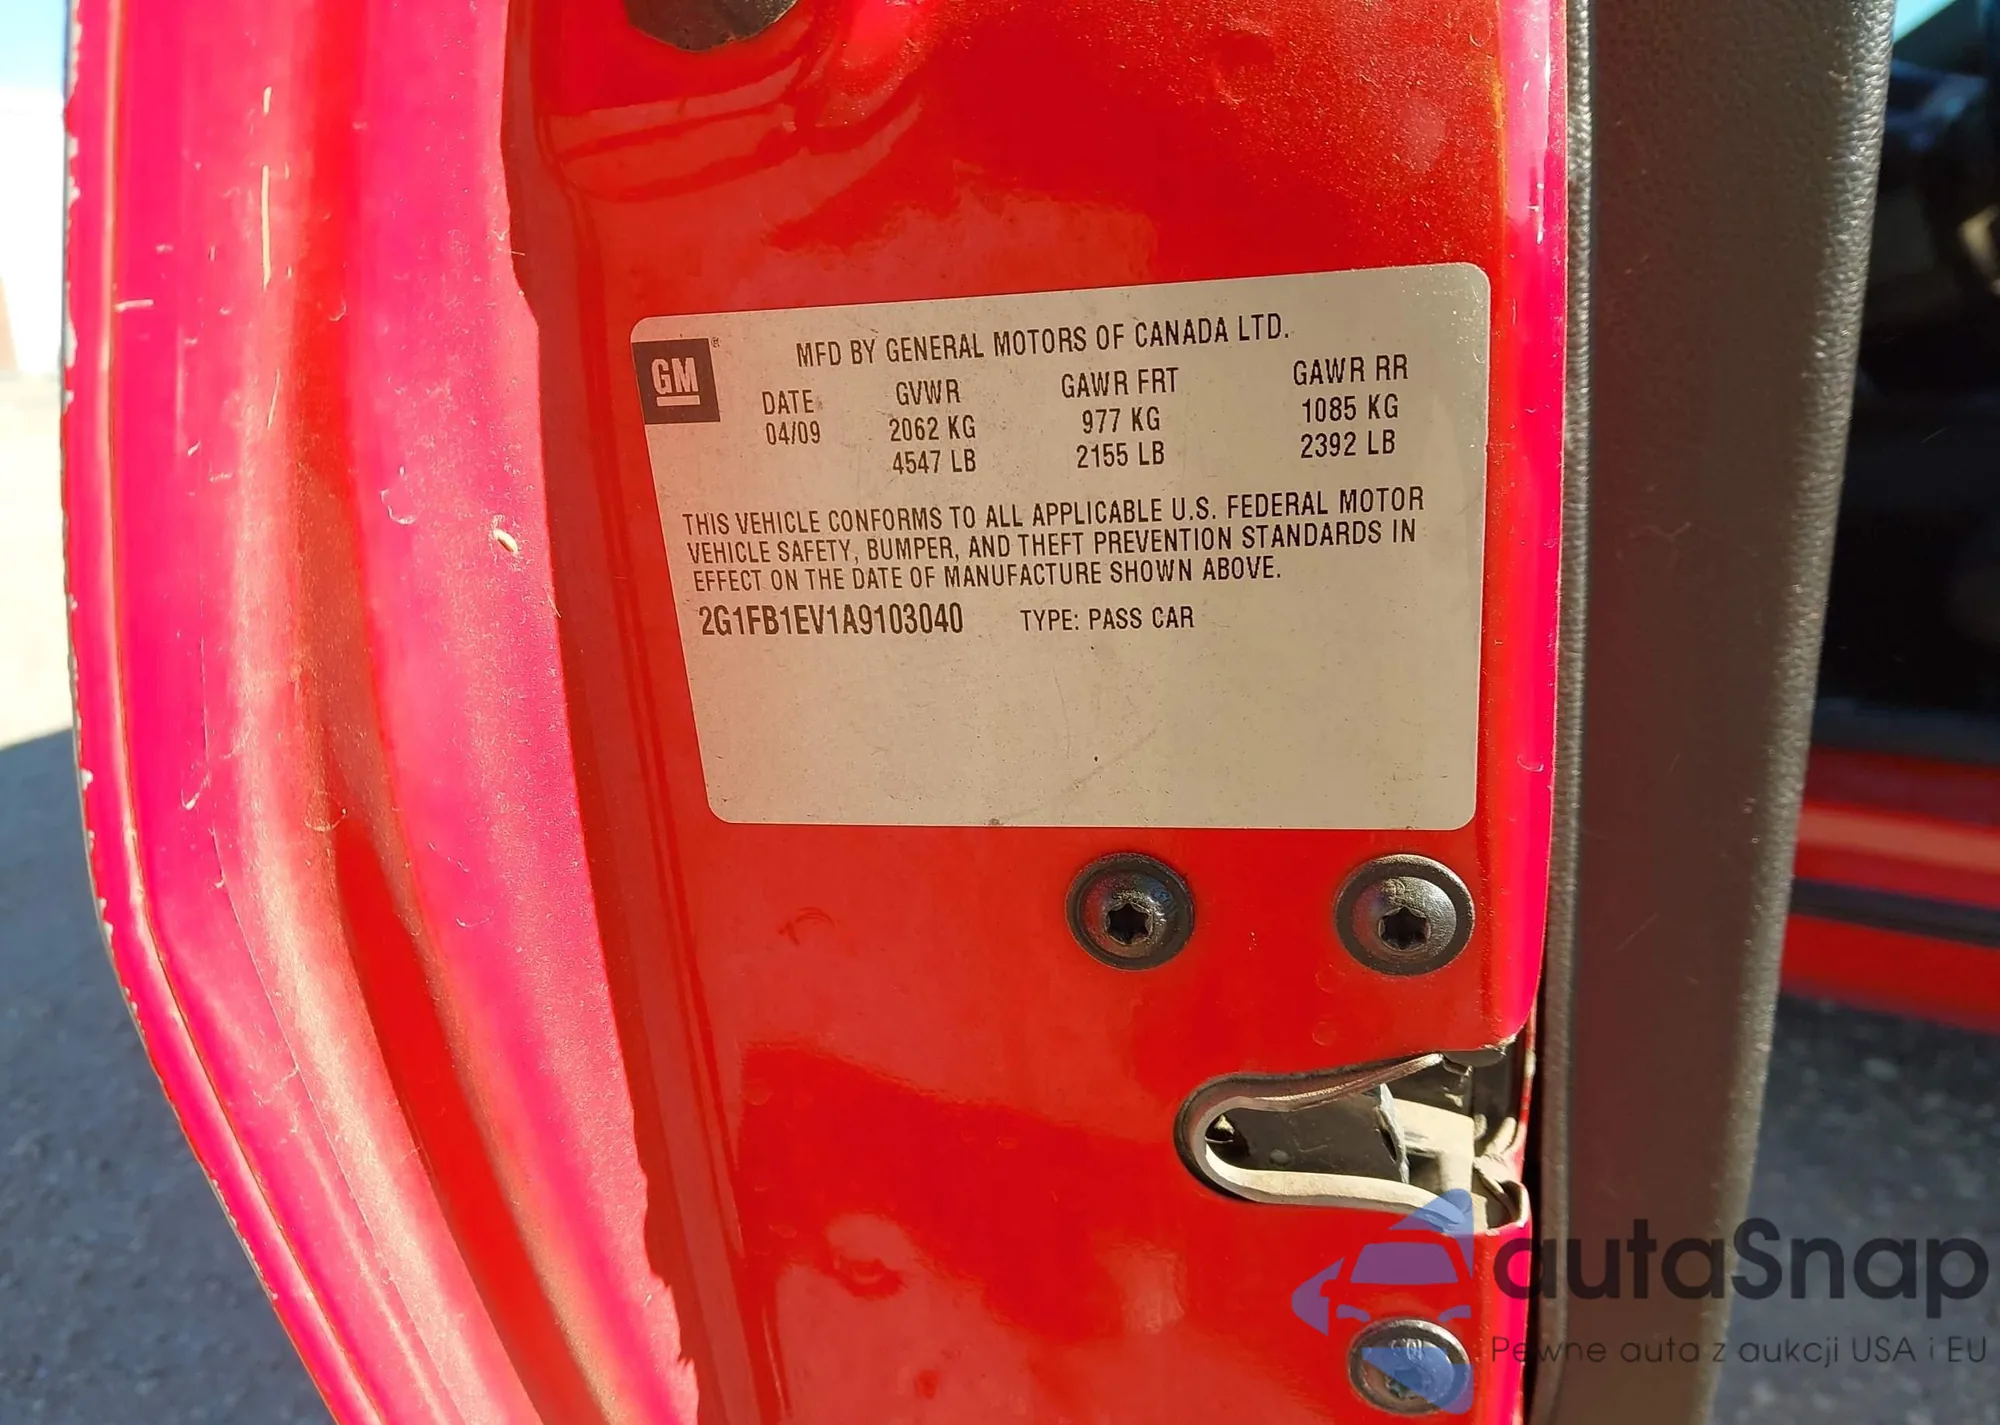 GM ®
MFD BY GENERAL MOTORS OF CANADA LTD.
DATE GVWR GAWR FRT GAWR RR
04/09 2062 KG 977 KG 1085 KG
4547 LB 2155 LB 2392 LB
THIS VEHICLE CONFORMS TO ALL APPLICABLE U.S. FEDERAL MOTOR
VEHICLE SAFETY, BUMPER, AND THEFT PREVENTION STANDARDS IN
EFFECT ON THE DATE OF MANUFACTURE SHOWN ABOVE.
2G1FB1EV1A9103040 TYPE: PASS CAR
autaSnap
Pewne auta z aukcji USA i EU